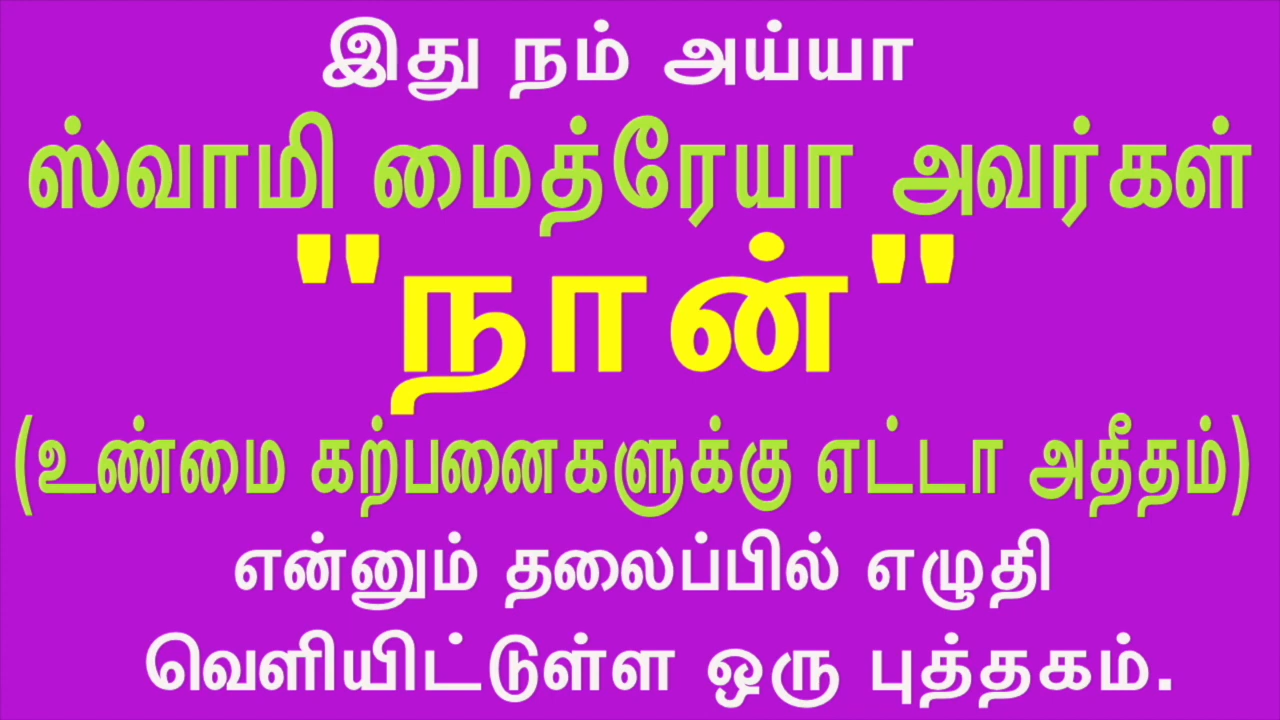 இது நம் அய்யா
ஸ்வாமி மைத்ரேயா அவர்கள்
"நான்"
(உண்மை கற்பனைகளுக்கு எட்டா அதீதம்)
என்னும் தலைப்பில் எழுதி
வெளியிட்டுள்ள ஒரு புத்தகம்.